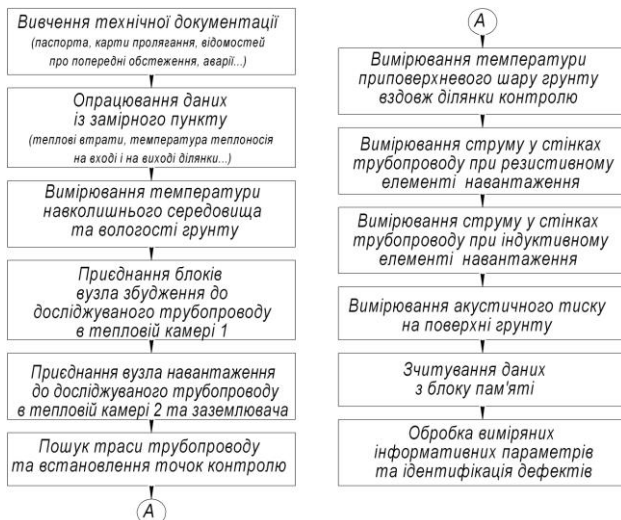 Вивчення технічної документації
(паспорта, карти пролягання, відомостей
про попередні обстеження, аварії...)
Опрацювання даних
із замірного пункту
(теплові втрати, температура теплоносія
на вході і на виході ділянки...)
Вимірювання температури
навколишнього середовища
та вологості грунту
Приєднання блоків
вузла збудження до
досліджуваного трубопроводу
в тепловій камері 1
Приєднання вузла навантаження
до досліджуваного трубопроводу
в тепловій камері 2 та заземлювача
Пошук траси трубопроводу
та встановлення точок контролю
А
А
Вимірювання температури
приповерхневого шару грунту
вздовж ділянки контролю
Вимірювання струму у стінках
трубопроводу при резистивному
елементі навантаження
Вимірювання струму у стінках
трубопроводу при індуктивному
елементі навантаження
Вимірювання акустичного тиску
на поверхні грунту
Зчитування даних
з блоку пам'яті
Обробка виміряних
інформативних параметрів
та ідентифікація дефектів